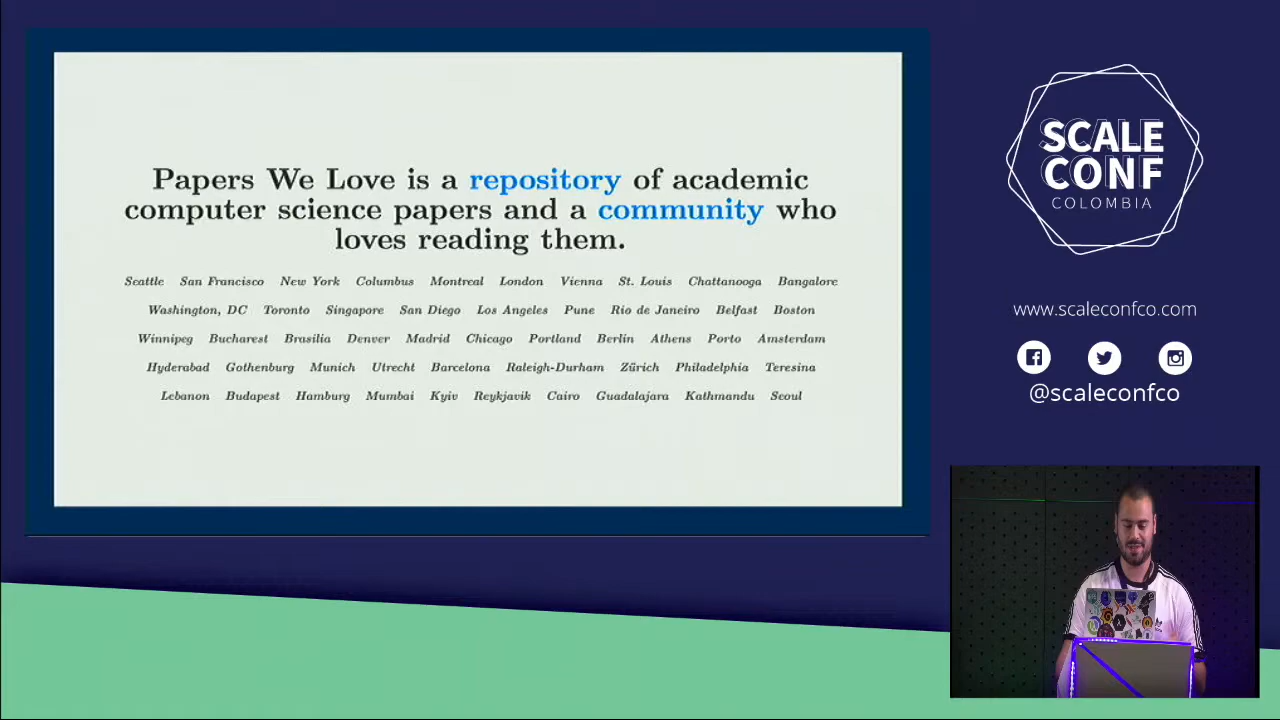 Papers We Love is a repository of academic
computer science papers and a community who
loves reading them.
Seattle San Francisco New York Columbus Montreal London Vienna St. Louis Chattanooga Bangalore
Washington, DC Toronto Singapore San Diego Los Angeles Pune Rio de Janeiro Belfast Boston
Winnipeg Bucharest Brasilia Denver Madrid Chicago Portland Berlin Athens Porto Amsterdam
Hyderabad Gothenburg Munich Utrecht Barcelona Raleigh-Durham Zürich Philadelphia Teresina
Lebanon Budapest Hamburg Mumbai Kyiv Reykjavik Cairo Guadalajara Kathmandu Seoul
SCALE
CONF
COLOMBIA
www.scaleconfco.com
@scaleconfco